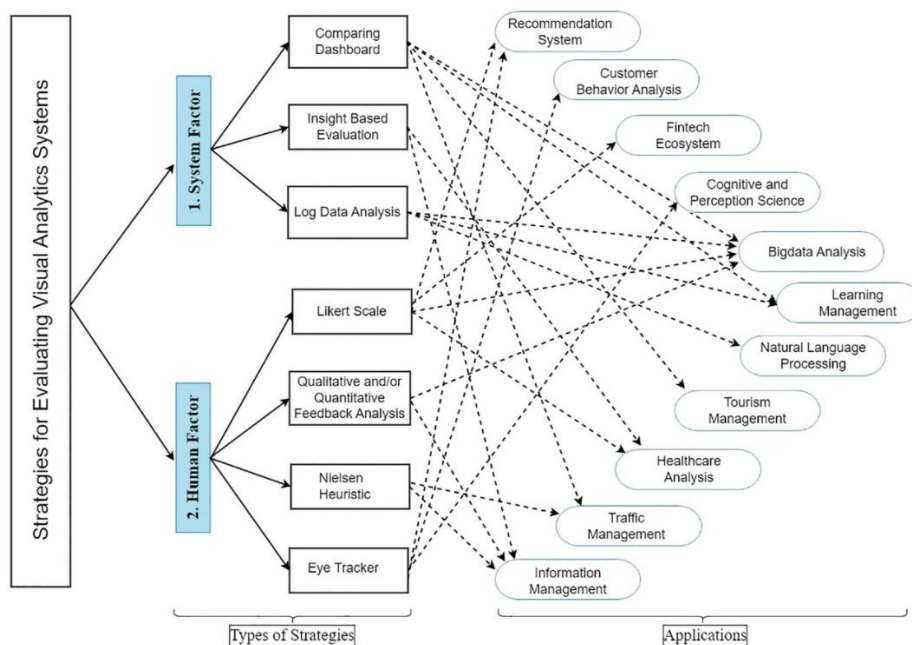 Strategies for Evaluating Visual Analytics Systems
1. System Factor
2. Human Factor
Comparing
Dashboard
Insight Based
Evaluation
Log Data Analysis
Likert Scale
Qualitative and/or
Quantitative
Feedback Analysis
Nielsen
Heuristic
Eye Tracker
Recommendation
System
Customer
Behavior Analysis
Fintech
Ecosystem
Cognitive and
Perception Science
Bigdata Analysis
Learning
Management
Natural Language
Processing
Tourism
Management
Healthcare
Analysis
Traffic
Management
Information
Management
Types of Strategies
Applications